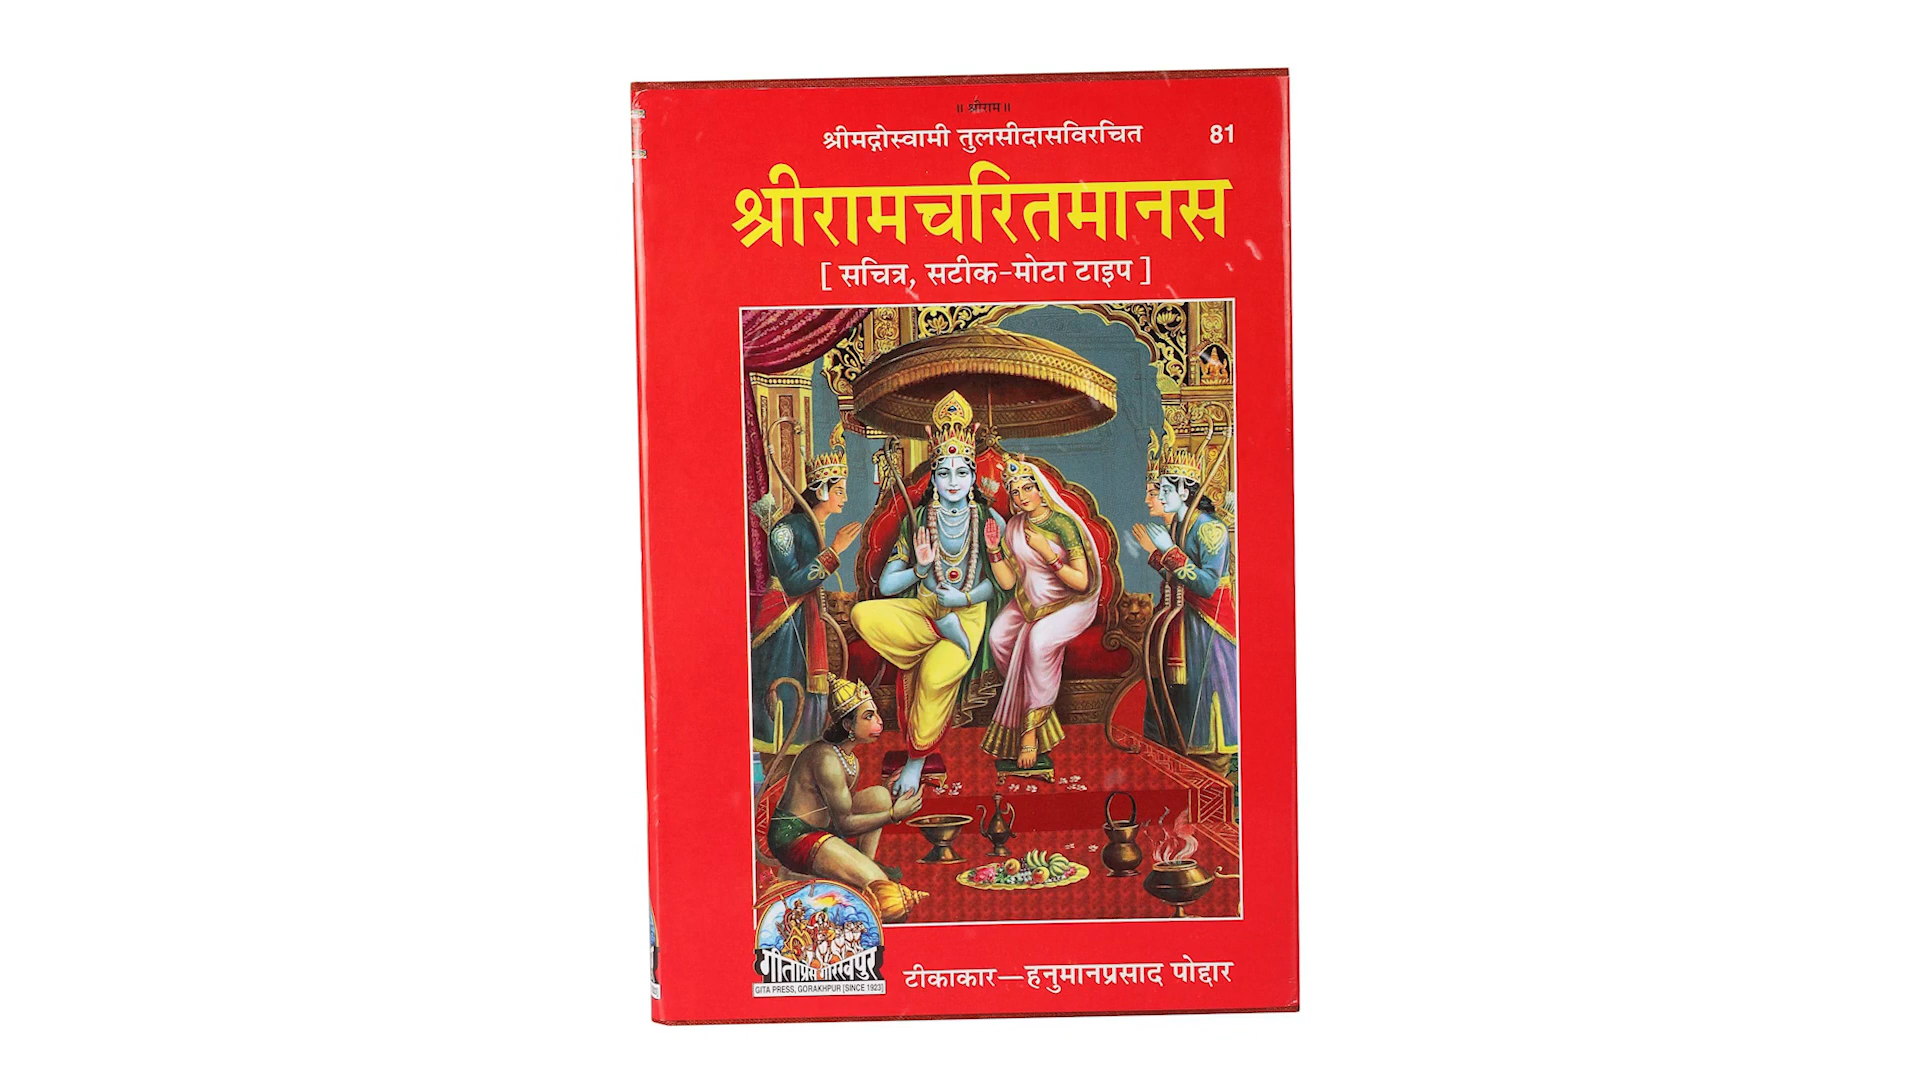 ॥ श्रीराम॥
श्रीमद्गोस्वामी तुलसीदासविरचित
81
श्रीरामचरितमानस
[ सचित्र, सटीक-मोटा टाइप ]
गीताप्रेस गोरखपुर
GITA PRESS, GORAKHPUR [SINCE 1923]
टीकाकार—हनुमानप्रसाद पोद्दार